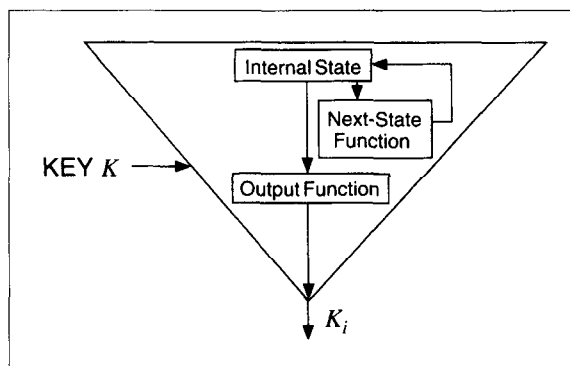 Internal State
Next-State
Function
KEY K
Output Function
K_i